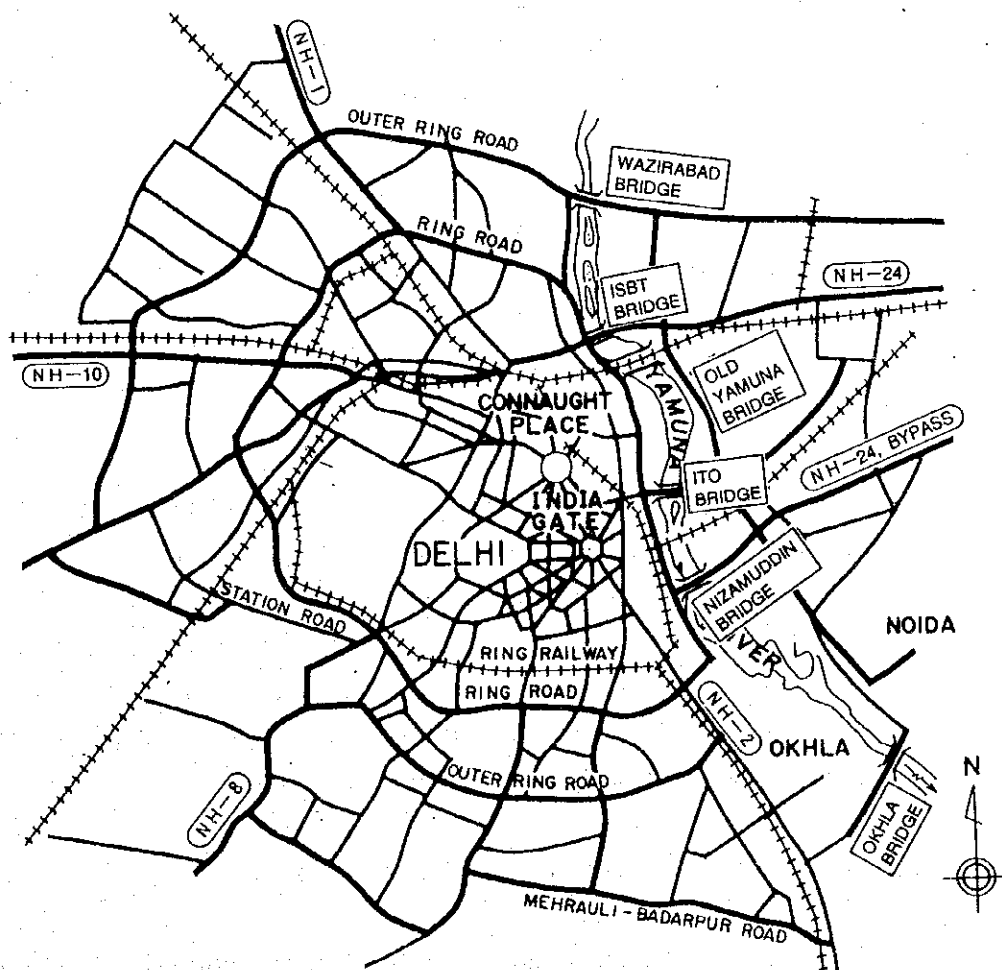 NH-1
OUTER RING ROAD
WAZIRABAD
BRIDGE
RING ROAD
NH-24
ISBT
BRIDGE
NH-10
OLD
YAMUNA
BRIDGE
CONNAUGHT
PLACE
YAMUNA
NH-24, BYPASS
ITO
BRIDGE
INDIA
GATE
DELHI
NIZAMUDDIN
BRIDGE
STATION ROAD
NOIDA
RING RAILWAY
VER
RING ROAD
NH-2
OKHLA
OUTER RING ROAD
N
NH-8
OKHLA
BRIDGE
MEHRAULI-BADARPUR ROAD